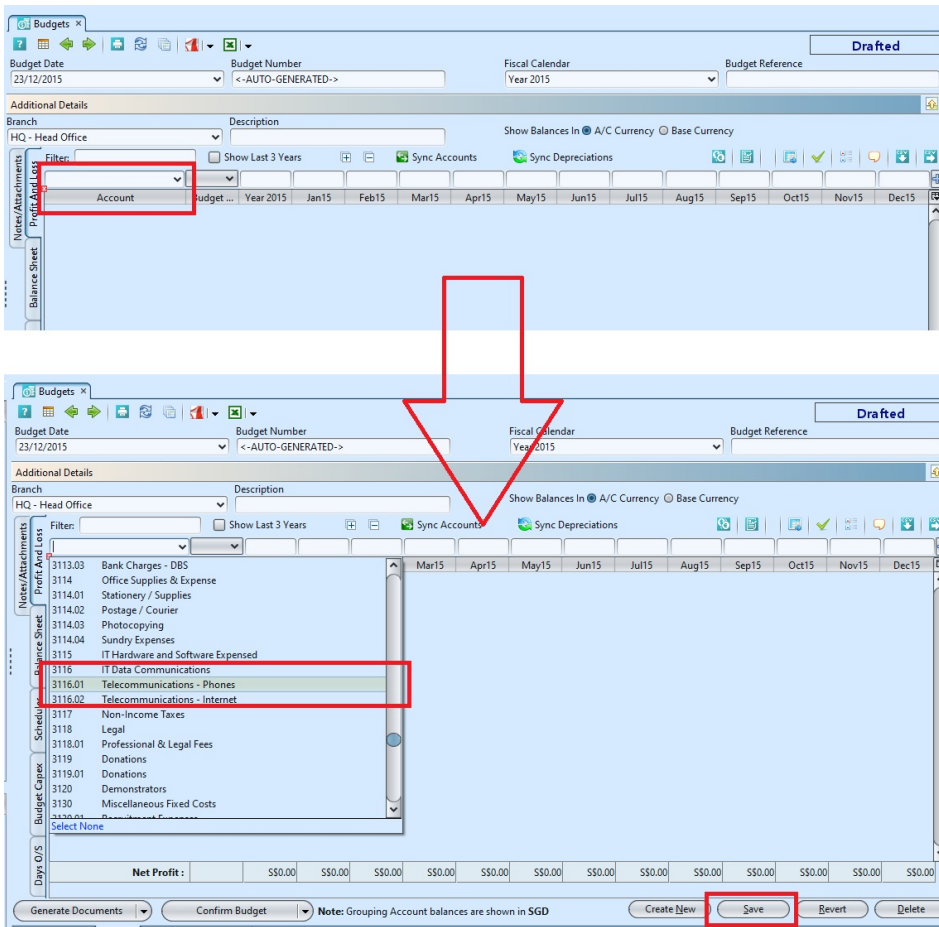 Budgets ×
Drafted
Budget Date
Budget Number
Fiscal Calendar
Budget Reference
23/12/2015
<-AUTO-GENERATED->
Year 2015
Additional Details
Branch
Description
HQ - Head Office
Show Balances In A/C Currency Base Currency
Notes/Attachments
Profit And Loss
Balance Sheet
Filter:
Show Last 3 Years
Sync Accounts
Sync Depreciations
Account Budget ... Year 2015 Jan15 Feb15 Mar15 Apr15 May15 Jun15 Jul15 Aug15 Sep15 Oct15 Nov15 Dec15
Budgets ×
Drafted
Budget Date
Budget Number
Fiscal Calendar
Budget Reference
23/12/2015
<-AUTO-GENERATED->
Year 2015
Additional Details
Branch
Description
HQ - Head Office
Show Balances In A/C Currency Base Currency
Notes/Attachments
Profit And Loss
Balance Sheet
Scheduler
Budget Capex
Days O/S
Filter:
Show Last 3 Years
Sync Accounts
Sync Depreciations
Mar15 Apr15 May15 Jun15 Jul15 Aug15 Sep15 Oct15 Nov15 Dec15
3113.03 Bank Charges - DBS
3114 Office Supplies & Expense
3114.01 Stationery / Supplies
3114.02 Postage / Courier
3114.03 Photocopying
3114.04 Sundry Expenses
3115 IT Hardware and Software Expensed
3116 IT Data Communications
3116.01 Telecommunications - Phones
3116.02 Telecommunications - Internet
3117 Non-Income Taxes
3118 Legal
3118.01 Professional & Legal Fees
3119 Donations
3119.01 Donations
3120 Demonstrators
3130 Miscellaneous Fixed Costs
Select None
Net Profit : S$0.00 S$0.00 S$0.00 S$0.00 S$0.00 S$0.00 S$0.00 S$0.00 S$0.00 S$0.00 S$0.00 S$0.00 S$0.00
Generate Documents
Confirm Budget
Note: Grouping Account balances are shown in SGD
Create New
Save
Revert
Delete